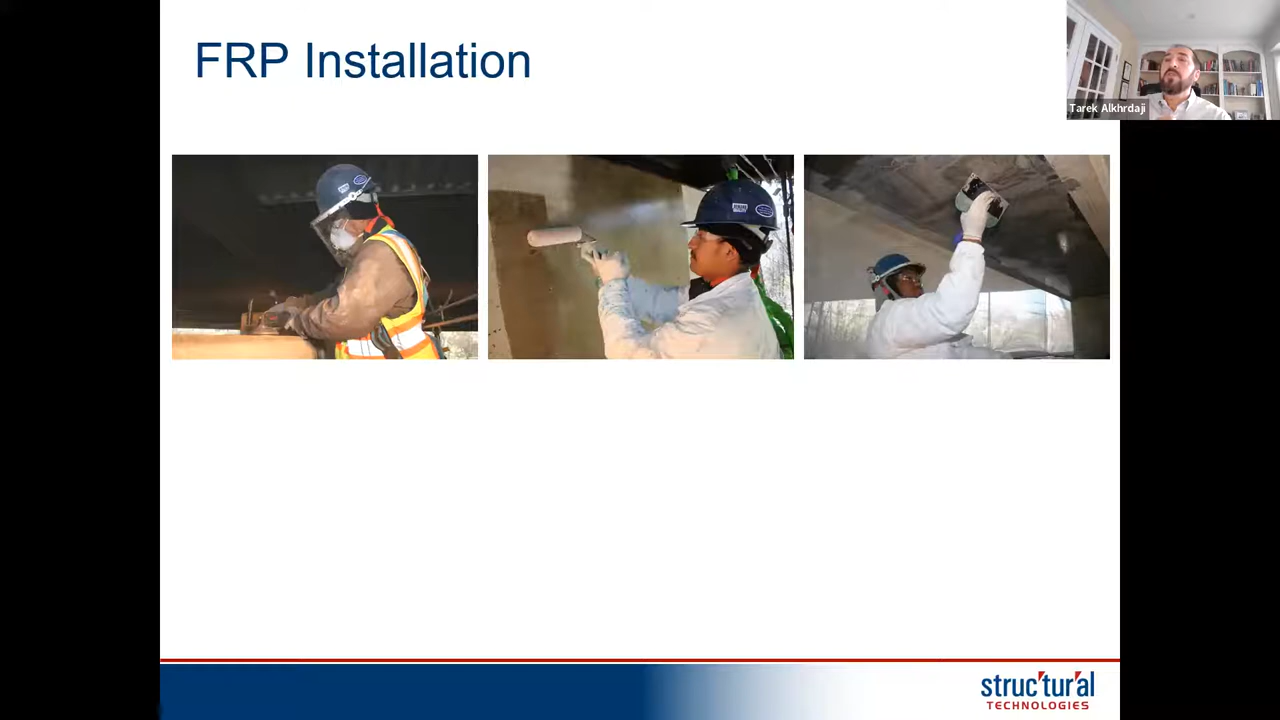 FRP Installation
Tarek Alkhrdaji
struc'tur'al
TECHNOLOGIES